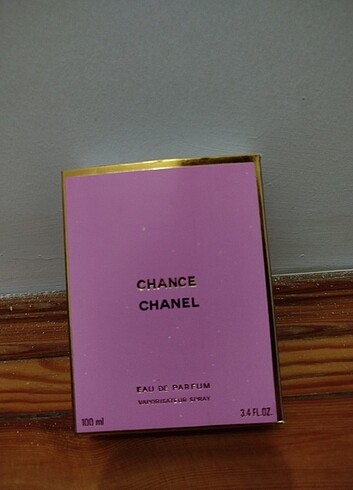 CHANCE
CHANEL
EAU DE PARFUM
VAPORISATEUR SPRAY
100 ml
3.4 FL.OZ.